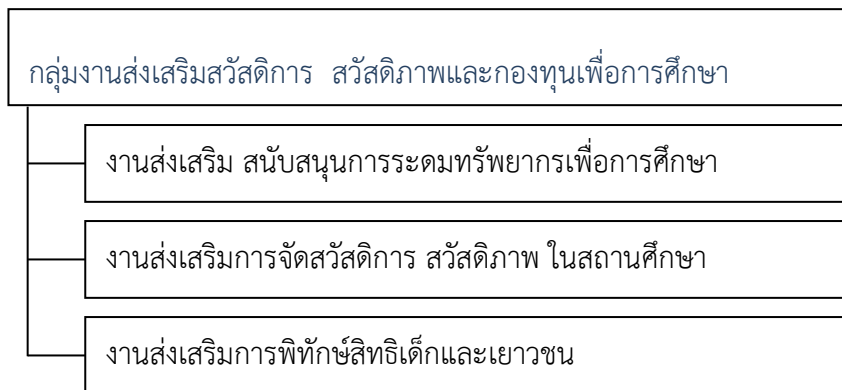 กลุ่มงานส่งเสริมสวัสดิการ สวัสดิภาพและกองทุนเพื่อการศึกษา
งานส่งเสริม สนับสนุนการระดมทรัพยากรเพื่อการศึกษา
งานส่งเสริมการจัดสวัสดิการ สวัสดิภาพ ในสถานศึกษา
งานส่งเสริมการพิทักษ์สิทธิเด็กและเยาวชน